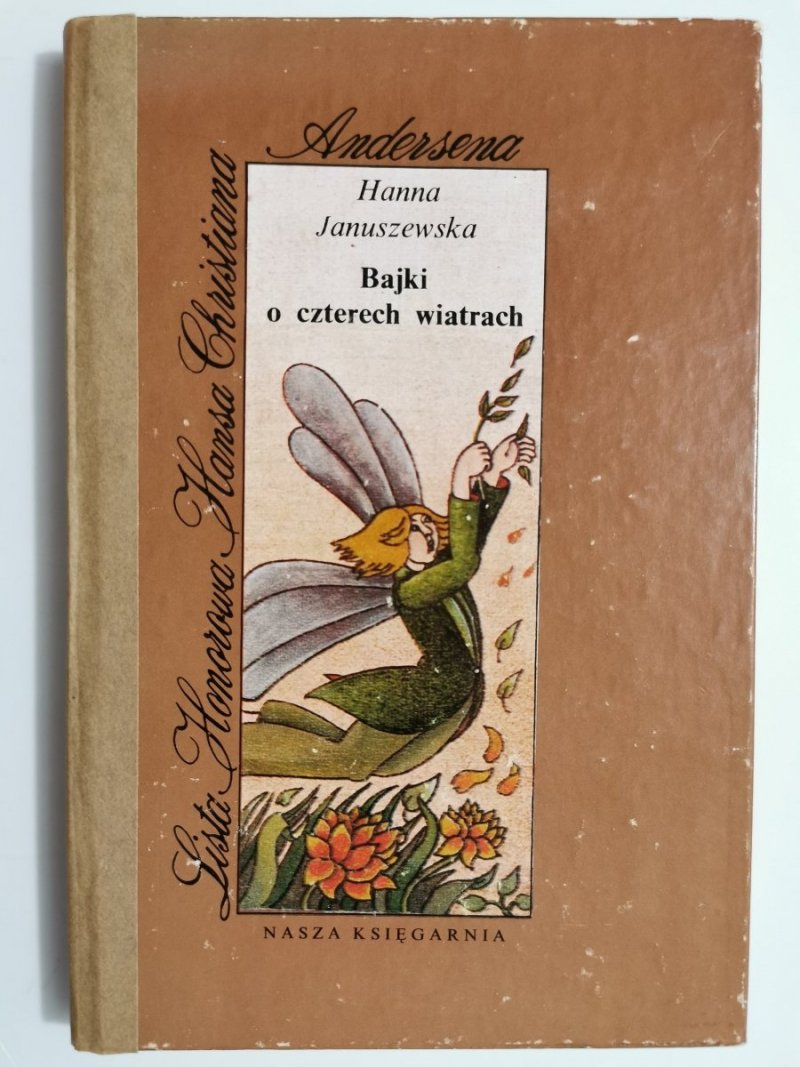 Lista Honorowa Hansa Christiana
Andersena
Hanna
Januszewska
Bajki
o czterech wiatrach
NASZA KSIĘGARNIA